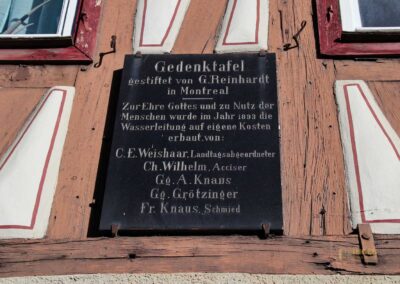 Gedenktafel
gestiftet von G. Reinhardt
in Montreal
Zur Ehre Gottes und zu Nutz der
Menschen wurde im Jahr 1893 die
Wasserleitung auf eigene Kosten
erbaut von:
C. E. Weishaar, Landtagsabgeordneter
Ch. Wilhelm, Acciser
Gg. A. Knaus
Gg. Grötzinger
Fr. Knaus, Schmied